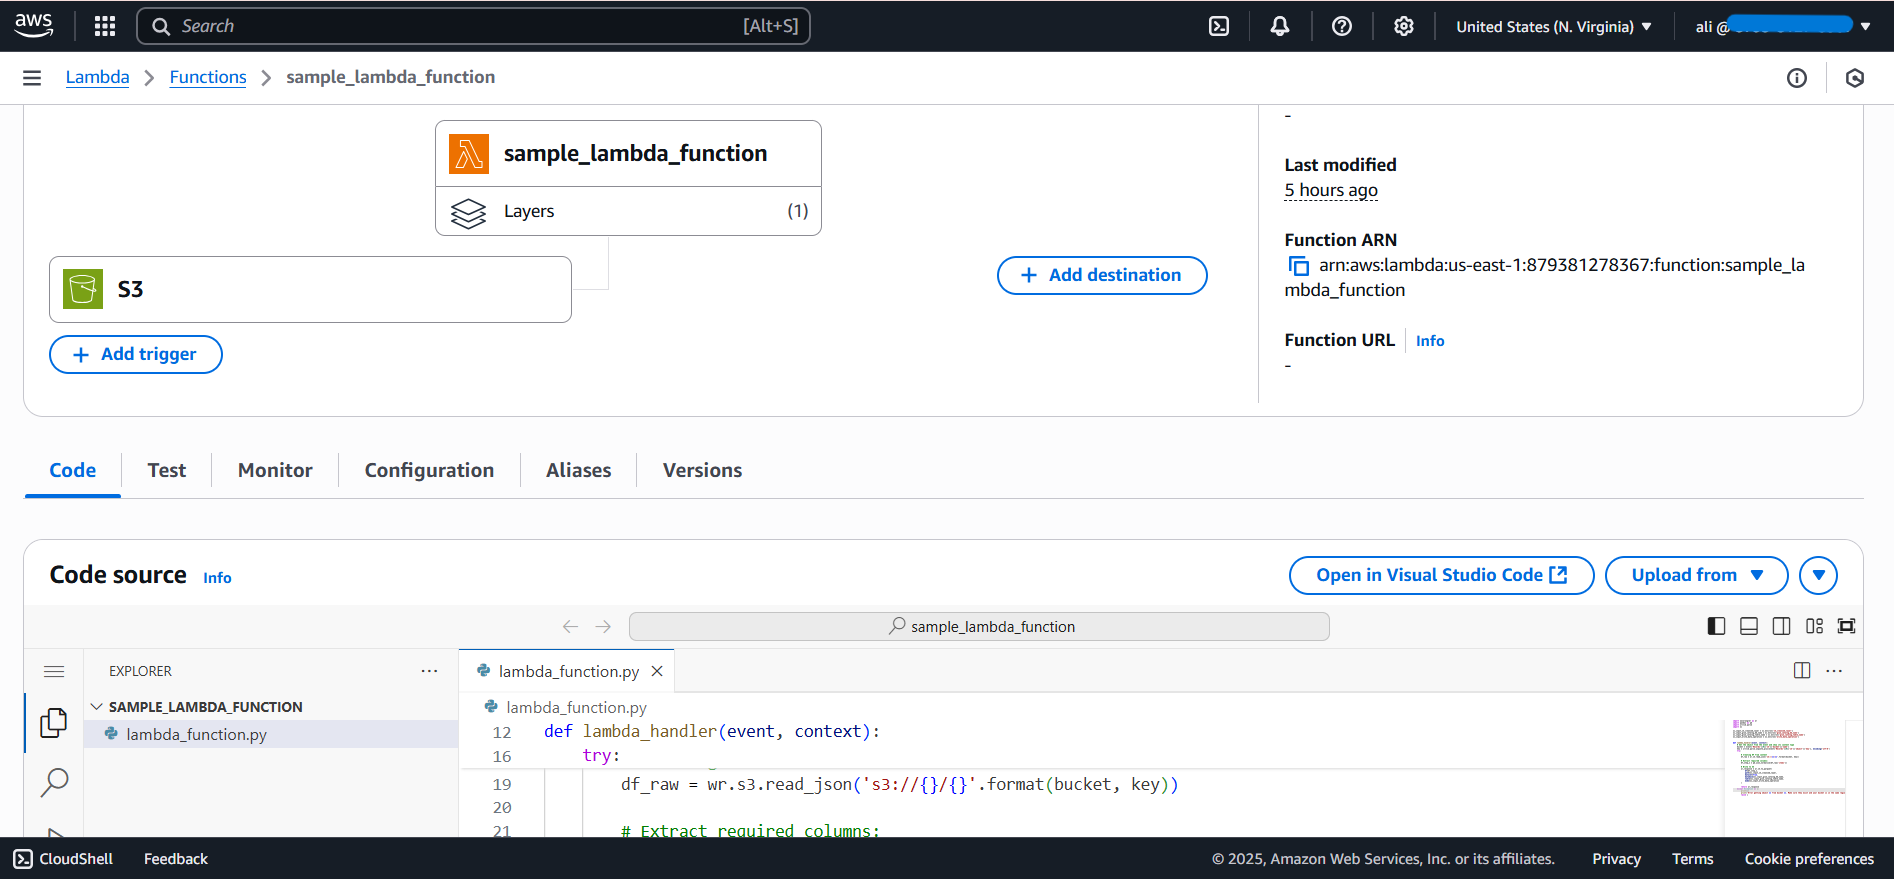 aws
Search [Alt+S]
United States (N. Virginia)
ali @
Lambda Functions sample_lambda_function
-
sample_lambda_function
Layers (1)
S3
Add trigger
Add destination
Last modified
5 hours ago
Function ARN
arn:aws:lambda:us-east-1:879381278367:function:sample_la
mbda_function
Function URL Info
-
Code Test Monitor Configuration Aliases Versions
Code source Info
Open in Visual Studio Code Upload from
sample_lambda_function
EXPLORER ...
SAMPLE_LAMBDA_FUNCTION
lambda_function.py
lambda_function.py
lambda_function.py
12 def lambda_handler(event, context):
16 try:
19 df_raw = wr.s3.read_json('s3://{}/{}'.format(bucket, key))
20
21 # Extract required columns:
CloudShell Feedback
© 2025, Amazon Web Services, Inc. or its affiliates. Privacy Terms Cookie preferences